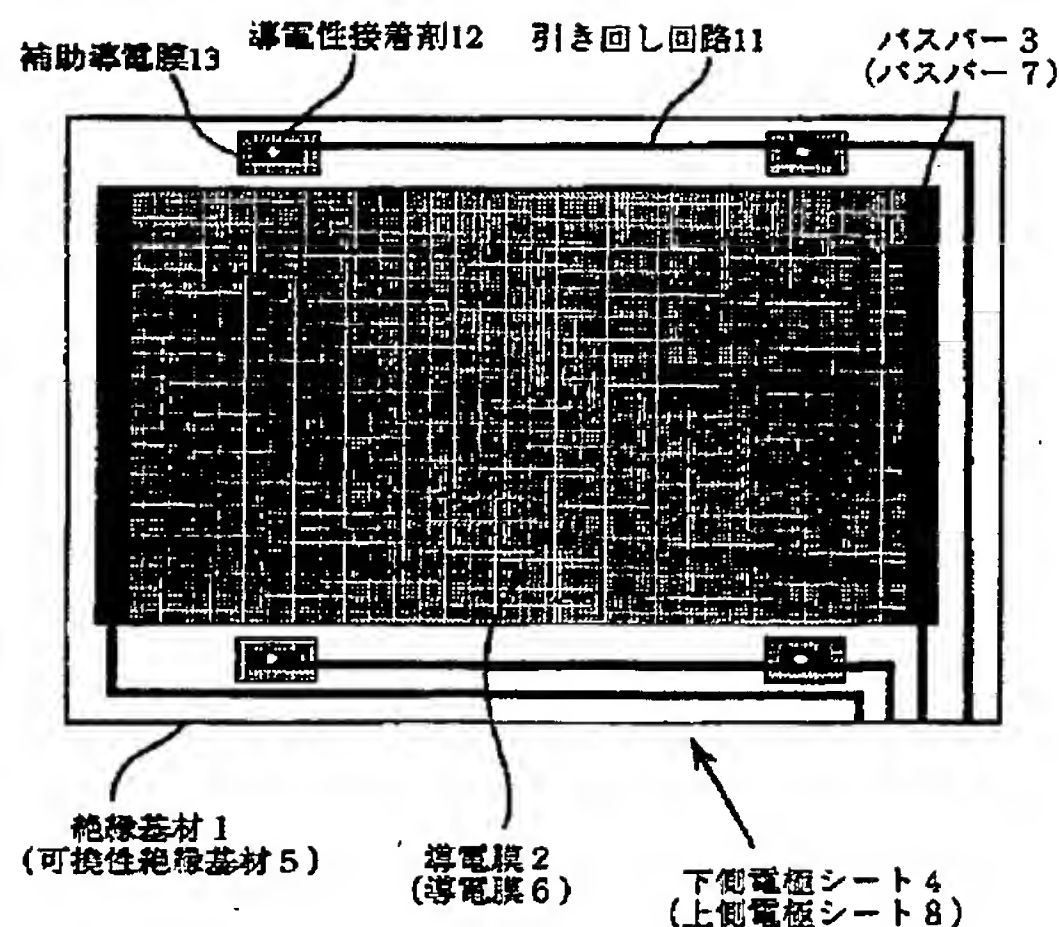 補助導電膜13
導電性接着剤12
引き回し回路11
バスバー3
(バスバー7)
絶縁基材1
(可撓性絶縁基材5)
導電膜2
(導電膜6)
下側電極シート4
(上側電極シート8)